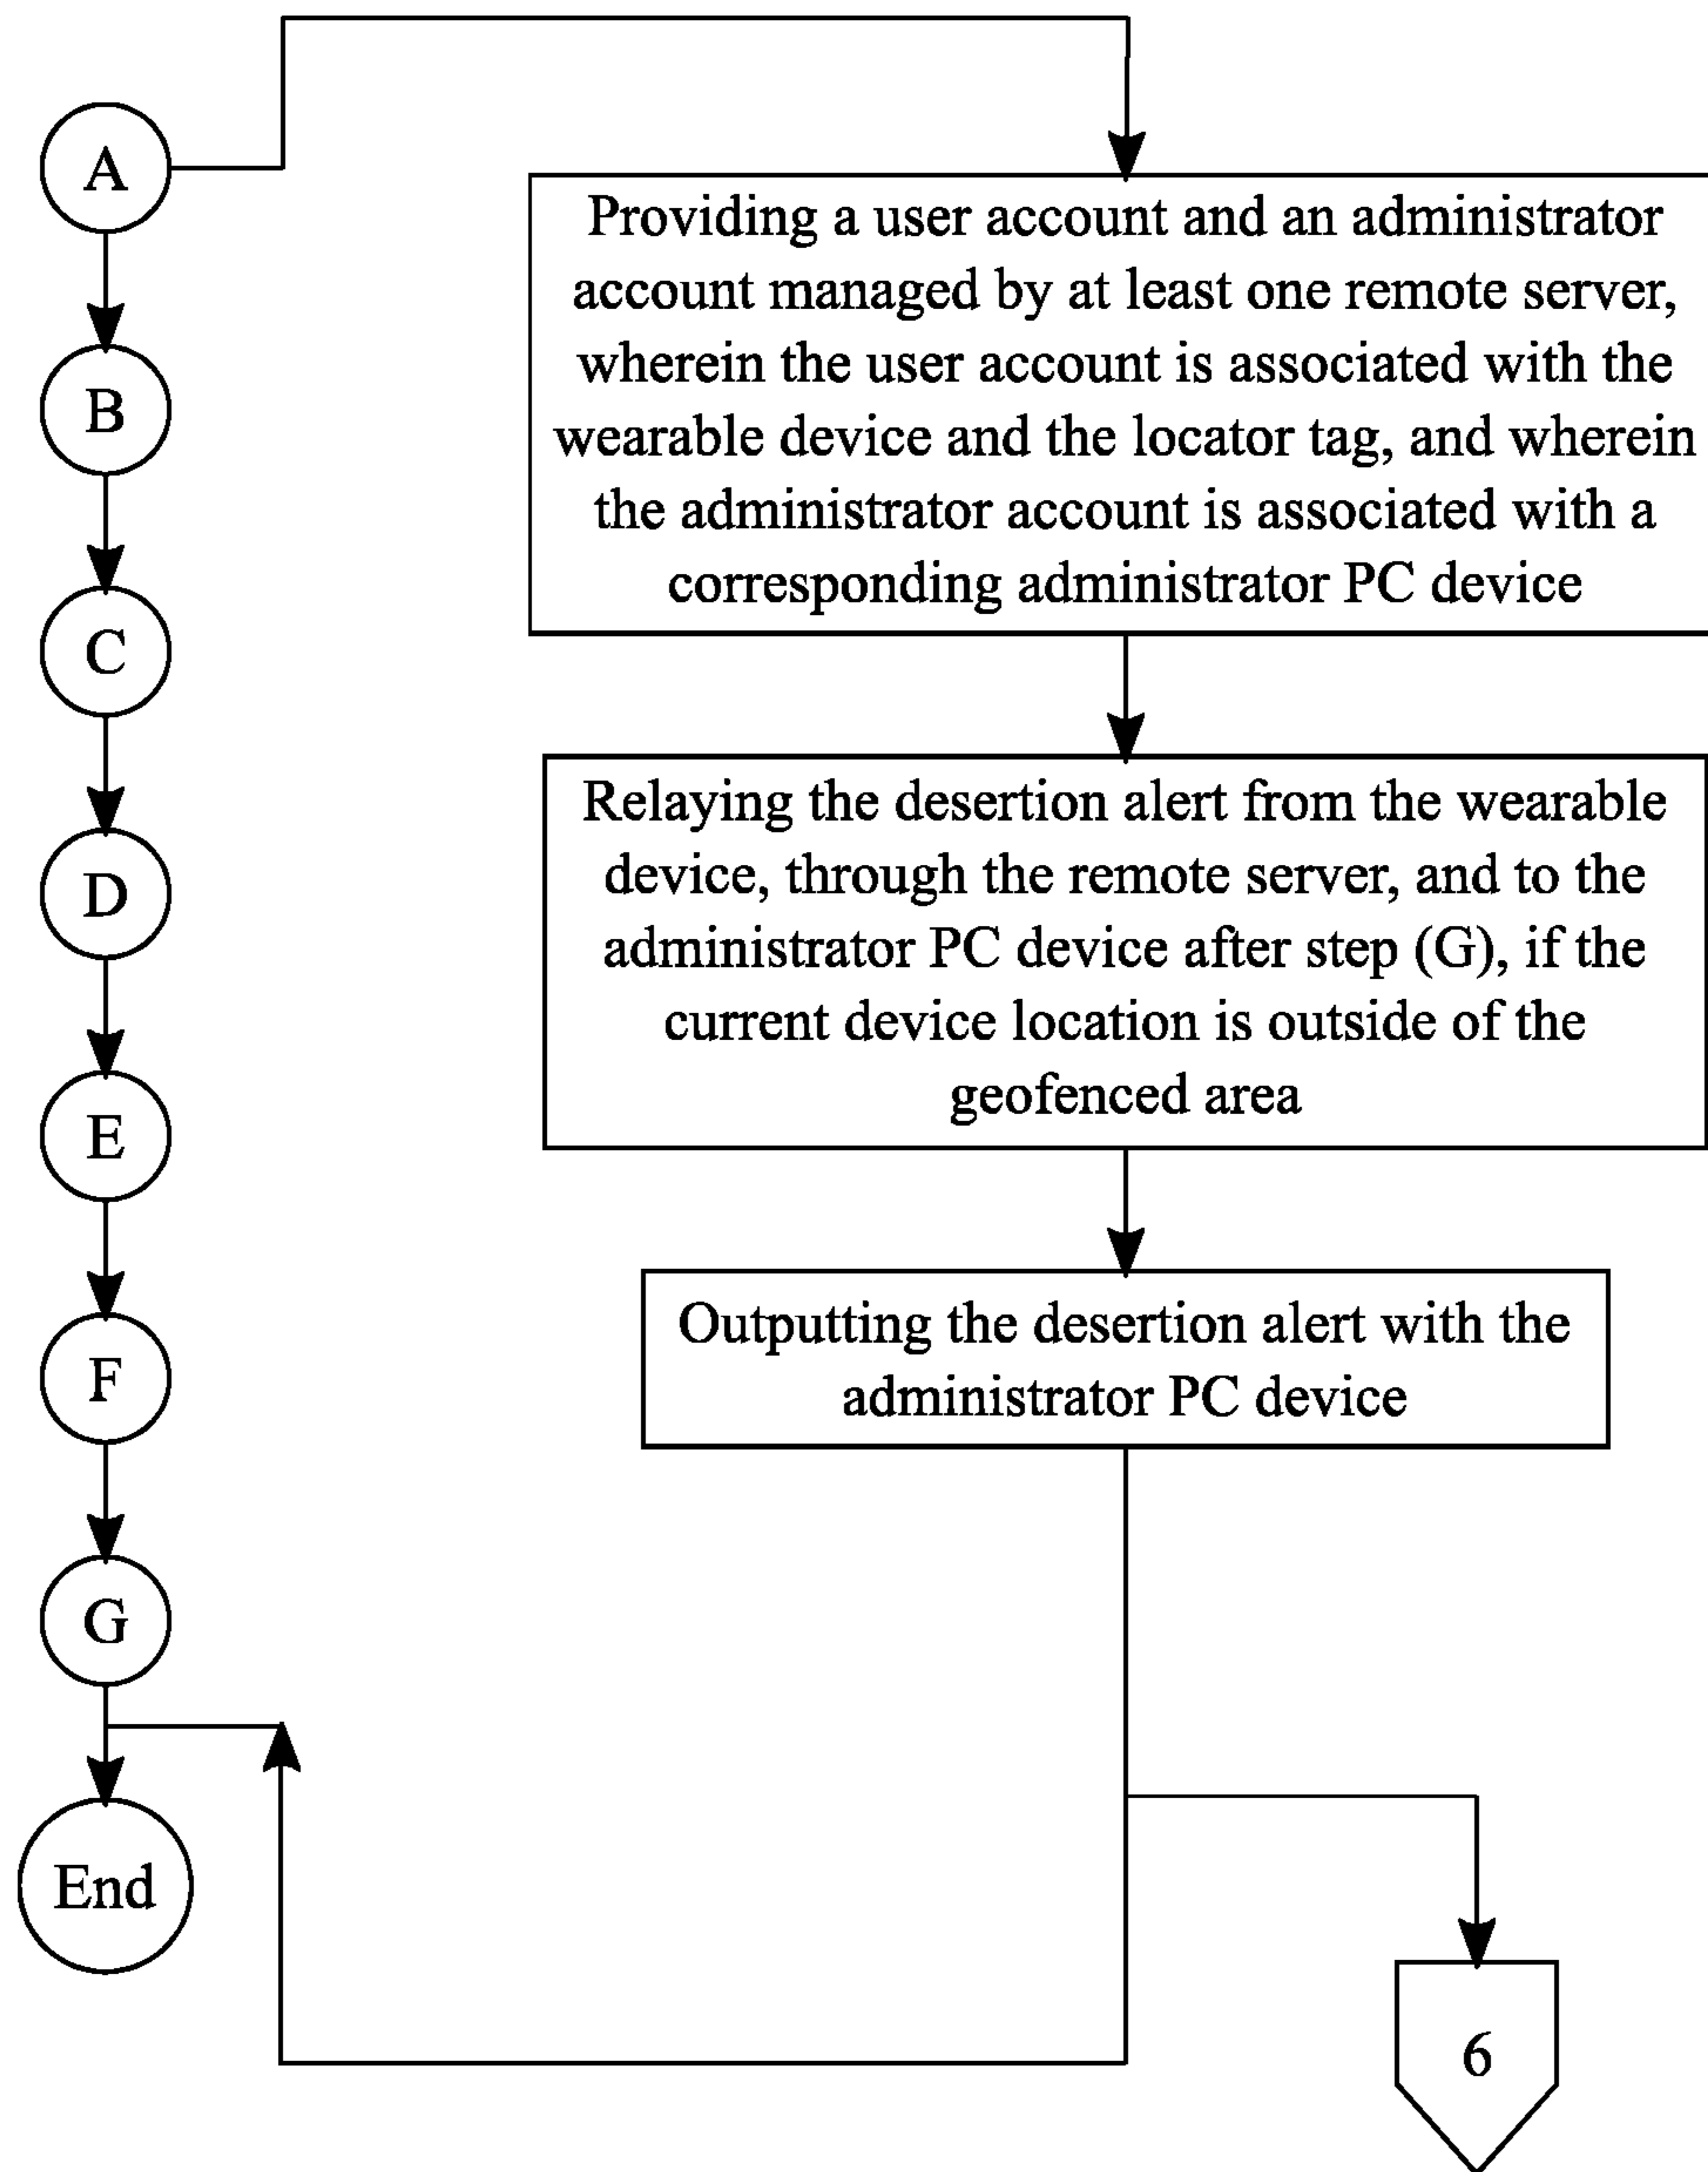 A
B
C
D
E
F
G
End
Providing a user account and an administrator
account managed by at least one remote server,
wherein the user account is associated with the
wearable device and the locator tag, and wherein
the administrator account is associated with a
corresponding administrator PC device
Relaying the desertion alert from the wearable
device, through the remote server, and to the
administrator PC device after step (G), if the
current device location is outside of the
geofenced area
Outputting the desertion alert with the
administrator PC device
6